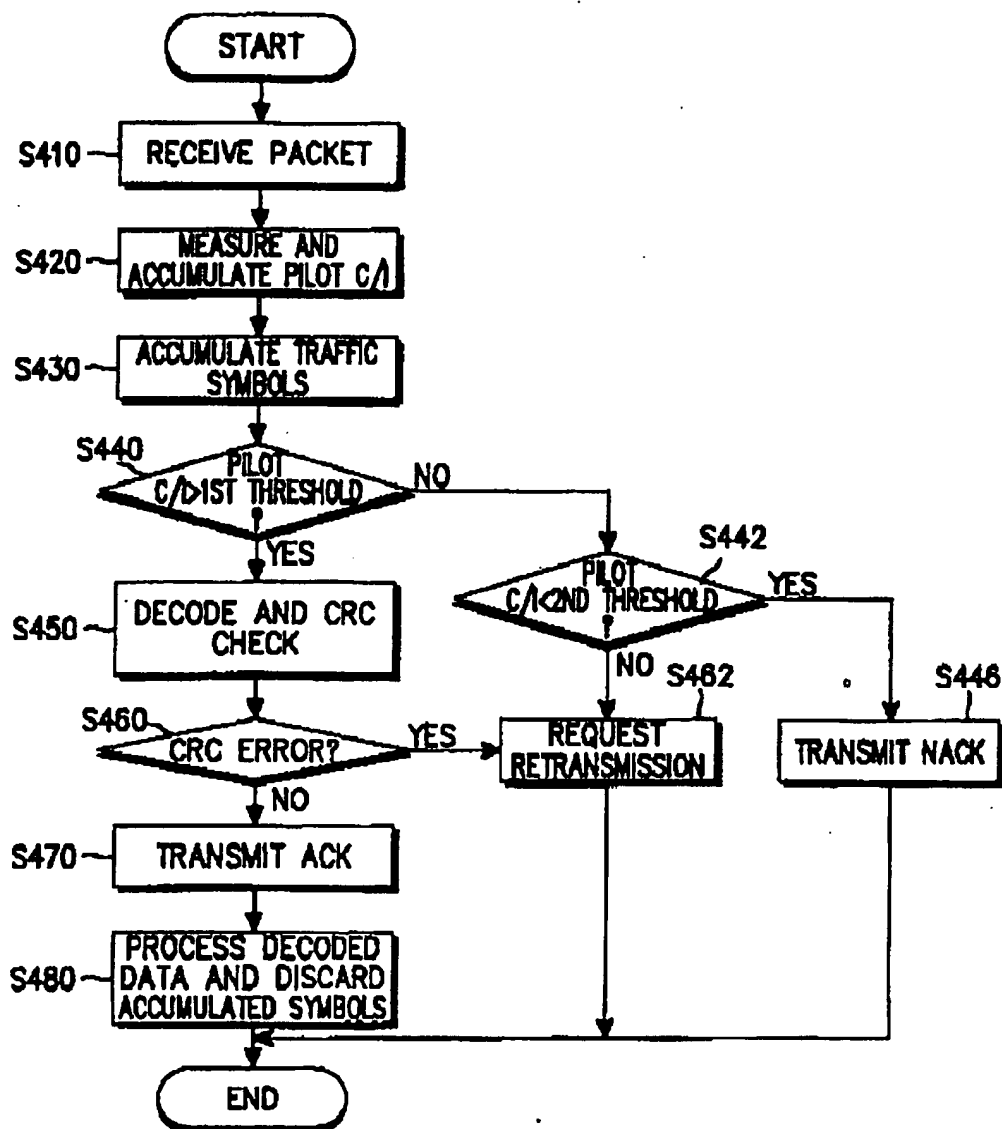 START
S410
RECEIVE PACKET
S420
MEASURE AND
ACCUMULATE PILOT C/I
S430
ACCUMULATE TRAFFIC
SYMBOLS
S440
PILOT
C/I>1ST THRESHOLD
?
NO
YES
S442
PILOT
C/I<2ND THRESHOLD
?
YES
NO
S450
DECODE AND CRC
CHECK
S460
CRC ERROR?
YES
NO
S462
REQUEST
RETRANSMISSION
S446
TRANSMIT NACK
S470
TRANSMIT ACK
S480
PROCESS DECODED
DATA AND DISCARD
ACCUMULATED SYMBOLS
END